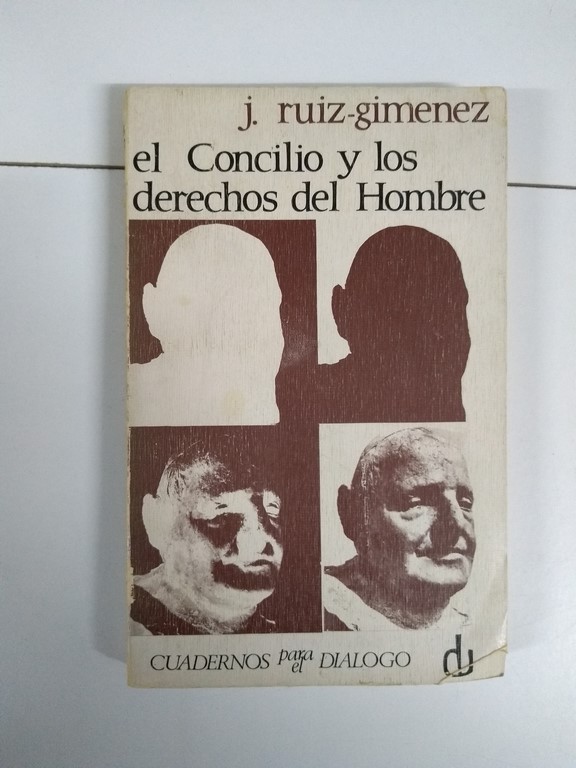 j. ruiz-gimenez
el Concilio y los
derechos del Hombre
CUADERNOS para el DIALOGO